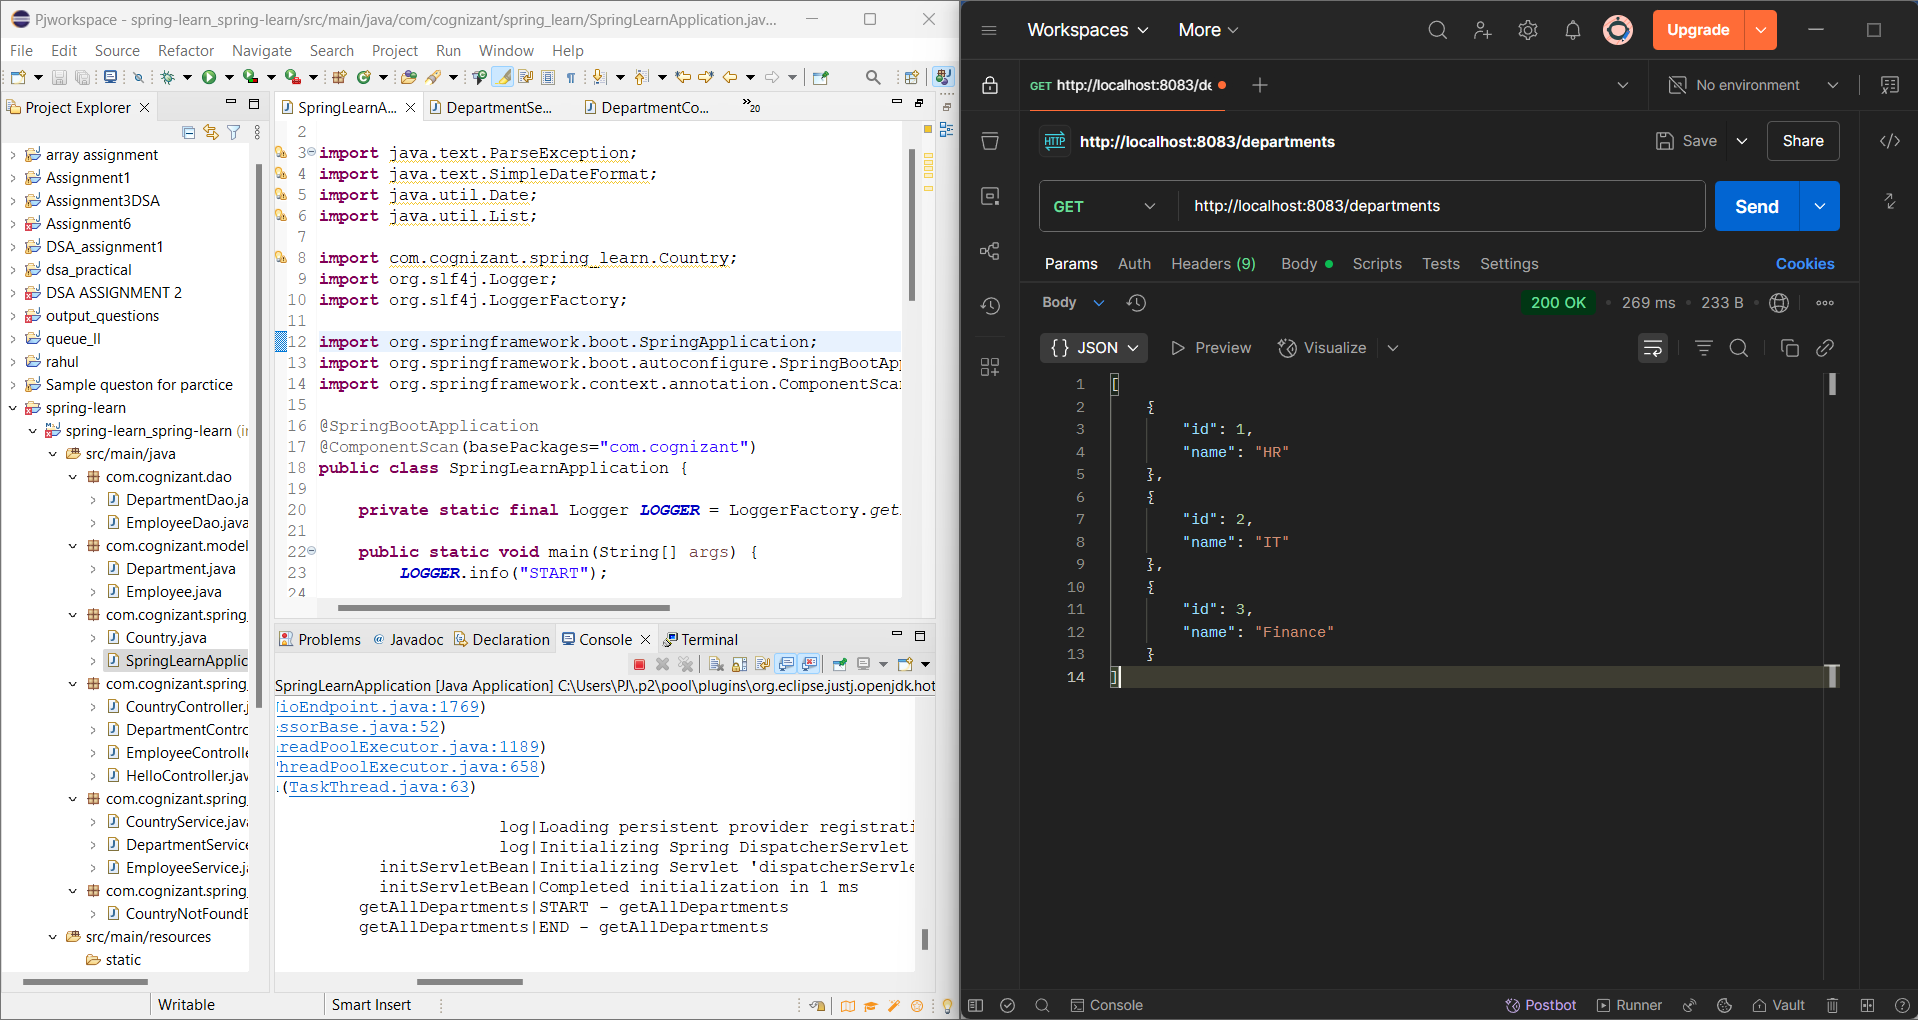 Pjworkspace - spring-learn_spring-learn/src/main/java/com/cognizant/spring_learn/SpringLearnApplication.jav...
File Edit Source Refactor Navigate Search Project Run Window Help
Project Explorer
array assignment
Assignment1
Assignment3DSA
Assignment6
DSA_assignment1
dsa_practical
DSA ASSIGNMENT 2
output_questions
queue_ll
rahul
Sample queston for parctice
spring-learn
spring-learn_spring-learn (in
src/main/java
com.cognizant.dao
DepartmentDao.ja
EmployeeDao.java
com.cognizant.model
Department.java
Employee.java
com.cognizant.spring_
Country.java
SpringLearnApplic
com.cognizant.spring_
CountryController.j
DepartmentContro
EmployeeControlle
HelloController.jav
com.cognizant.spring_
CountryService.java
DepartmentService
EmployeeService.ja
com.cognizant.spring_
CountryNotFoundE
src/main/resources
static
SpringLearnA... DepartmentSe... DepartmentCo... »20
2
3 import java.text.ParseException;
4 import java.text.SimpleDateFormat;
5 import java.util.Date;
6 import java.util.List;
7
8 import com.cognizant.spring_learn.Country;
9 import org.slf4j.Logger;
10 import org.slf4j.LoggerFactory;
11
12 import org.springframework.boot.SpringApplication;
13 import org.springframework.boot.autoconfigure.SpringBootApp
14 import org.springframework.context.annotation.ComponentScan
15
16 @SpringBootApplication
17 @ComponentScan(basePackages="com.cognizant")
18 public class SpringLearnApplication {
19
20 private static final Logger LOGGER = LoggerFactory.get
21
22 public static void main(String[] args) {
23 LOGGER.info("START");
24
Problems @ Javadoc Declaration Console Terminal
SpringLearnApplication [Java Application] C:\Users\PJ\.p2\pool\plugins\org.eclipse.justj.openjdk.hot
NioEndpoint.java:1769)
essorBase.java:52)
hreadPoolExecutor.java:1189)
ThreadPoolExecutor.java:658)
(TaskThread.java:63)
log|Loading persistent provider registrati
log|Initializing Spring DispatcherServlet
initServletBean|Initializing Servlet 'dispatcherServle
initServletBean|Completed initialization in 1 ms
getAllDepartments|START - getAllDepartments
getAllDepartments|END - getAllDepartments
Writable Smart Insert
Workspaces More Upgrade
GET http://localhost:8083/de No environment
HTTP http://localhost:8083/departments Save Share
GET http://localhost:8083/departments Send
Params Auth Headers (9) Body Scripts Tests Settings Cookies
Body 200 OK 269 ms 233 B
{} JSON Preview Visualize
1 [
2 {
3 "id": 1,
4 "name": "HR"
5 },
6 {
7 "id": 2,
8 "name": "IT"
9 },
10 {
11 "id": 3,
12 "name": "Finance"
13 }
14 ]
Console Postbot Runner Vault